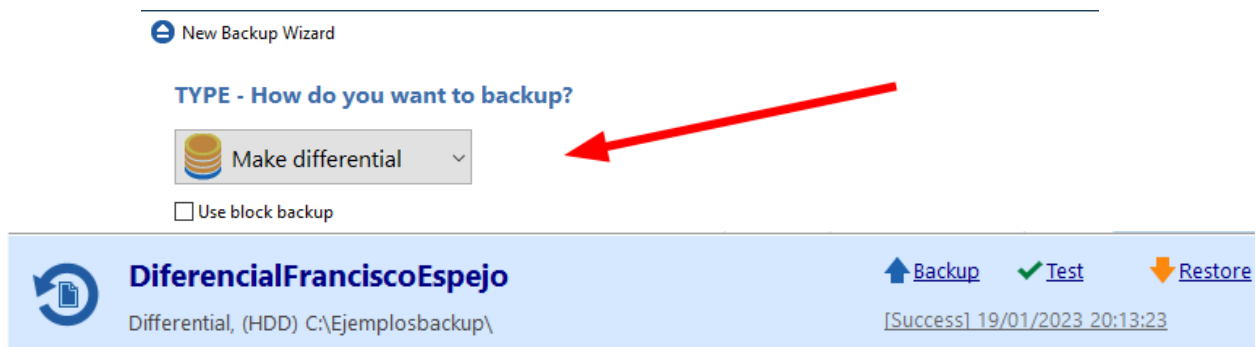 New Backup Wizard
TYPE - How do you want to backup?
Make differential
Use block backup
DiferencialFranciscoEspejo
Backup Test Restore
Differential, (HDD) C:\Ejemplosbackup\
[Success] 19/01/2023 20:13:23